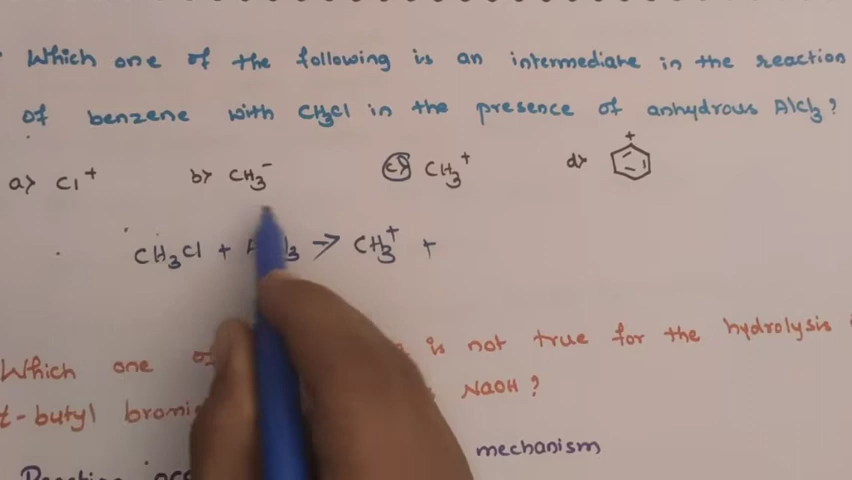 Which one of the following is an intermediate in the reaction
of benzene with CH3Cl in the presence of anhydrous AlCl3?
a) Cl+ b) CH3- c) CH3+ d) +
CH3Cl + → CH3+ +
Which one is not true for the hydrolysis
t-butyl NaOH?
mechanism